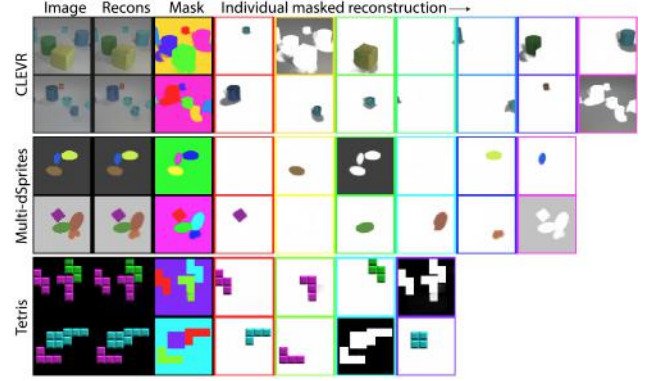 Image Recons Mask Individual masked reconstruction →
CLEVR
Multi-dSprites
Tetris